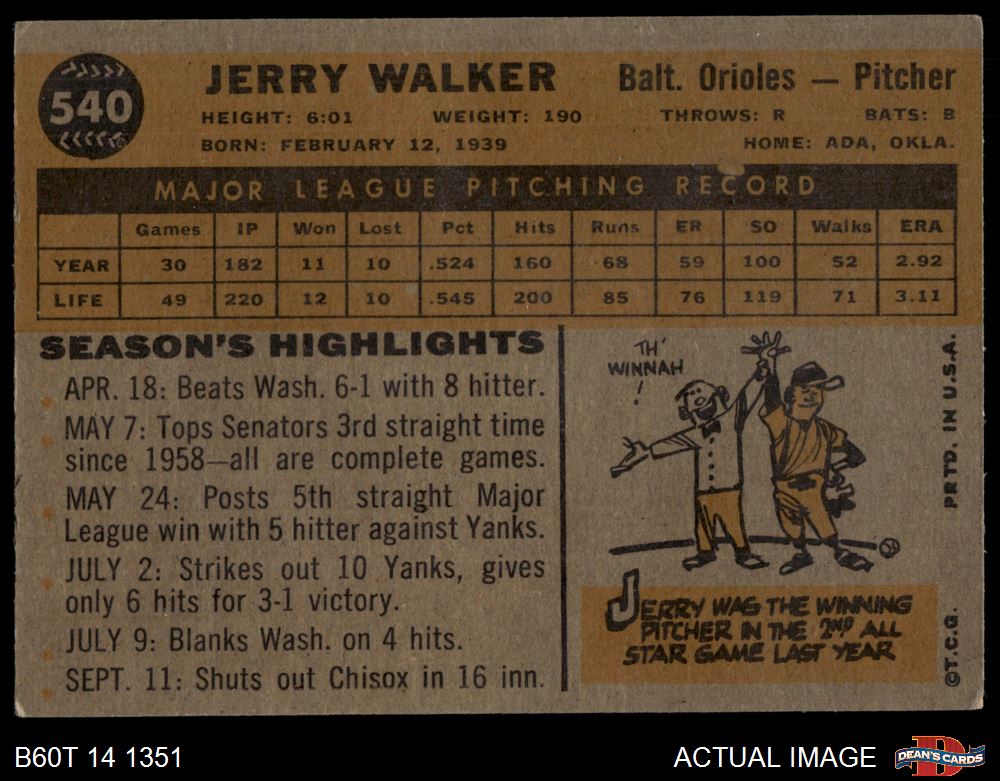 540
JERRY WALKER
Balt. Orioles — Pitcher
HEIGHT: 6:01 WEIGHT: 190 THROWS: R BATS: B
BORN: FEBRUARY 12, 1939 HOME: ADA, OKLA.
MAJOR LEAGUE PITCHING RECORD
Games IP Won Lost Pct Hits Runs ER SO Walks ERA
YEAR 30 182 11 10 .524 160 68 59 100 52 2.92
LIFE 49 220 12 10 .545 200 85 76 119 71 3.11
SEASON'S HIGHLIGHTS
APR. 18: Beats Wash. 6-1 with 8 hitter.
MAY 7: Tops Senators 3rd straight time
since 1958—all are complete games.
MAY 24: Posts 5th straight Major
League win with 5 hitter against Yanks.
JULY 2: Strikes out 10 Yanks, gives
only 6 hits for 3-1 victory.
JULY 9: Blanks Wash. on 4 hits.
SEPT. 11: Shuts out Chisox in 16 inn.
TH'
WINNAH
!
JERRY WAS THE WINNING
PITCHER IN THE 2ND ALL
STAR GAME LAST YEAR
©T.C.G. PRTD. IN U.S.A.
B60T 14 1351
ACTUAL IMAGE
D
DEAN'S CARDS